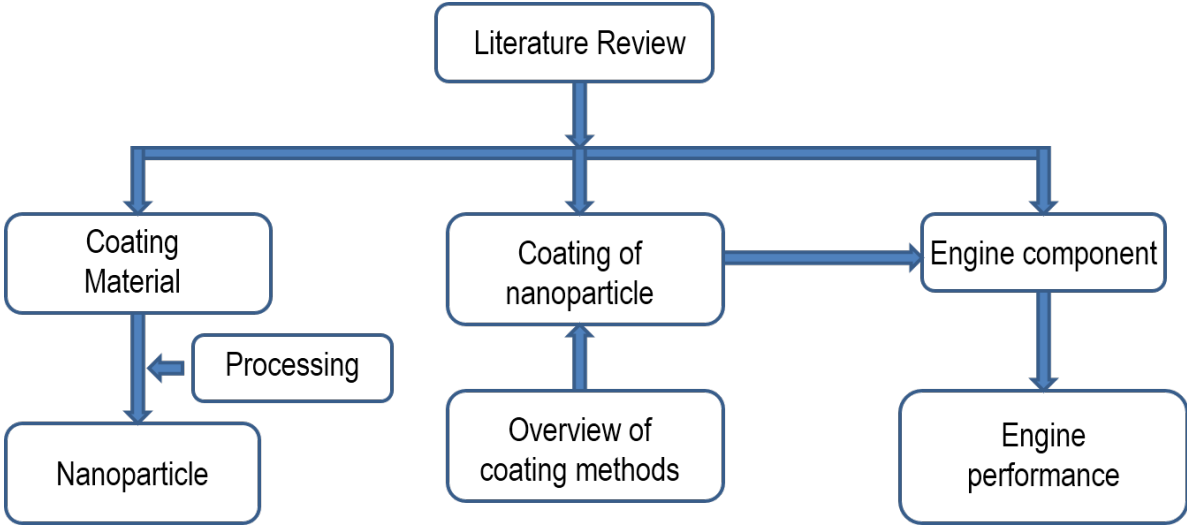 Literature Review
Coating
Material
Coating of
nanoparticle
Engine component
Processing
Nanoparticle
Overview of
coating methods
Engine
performance